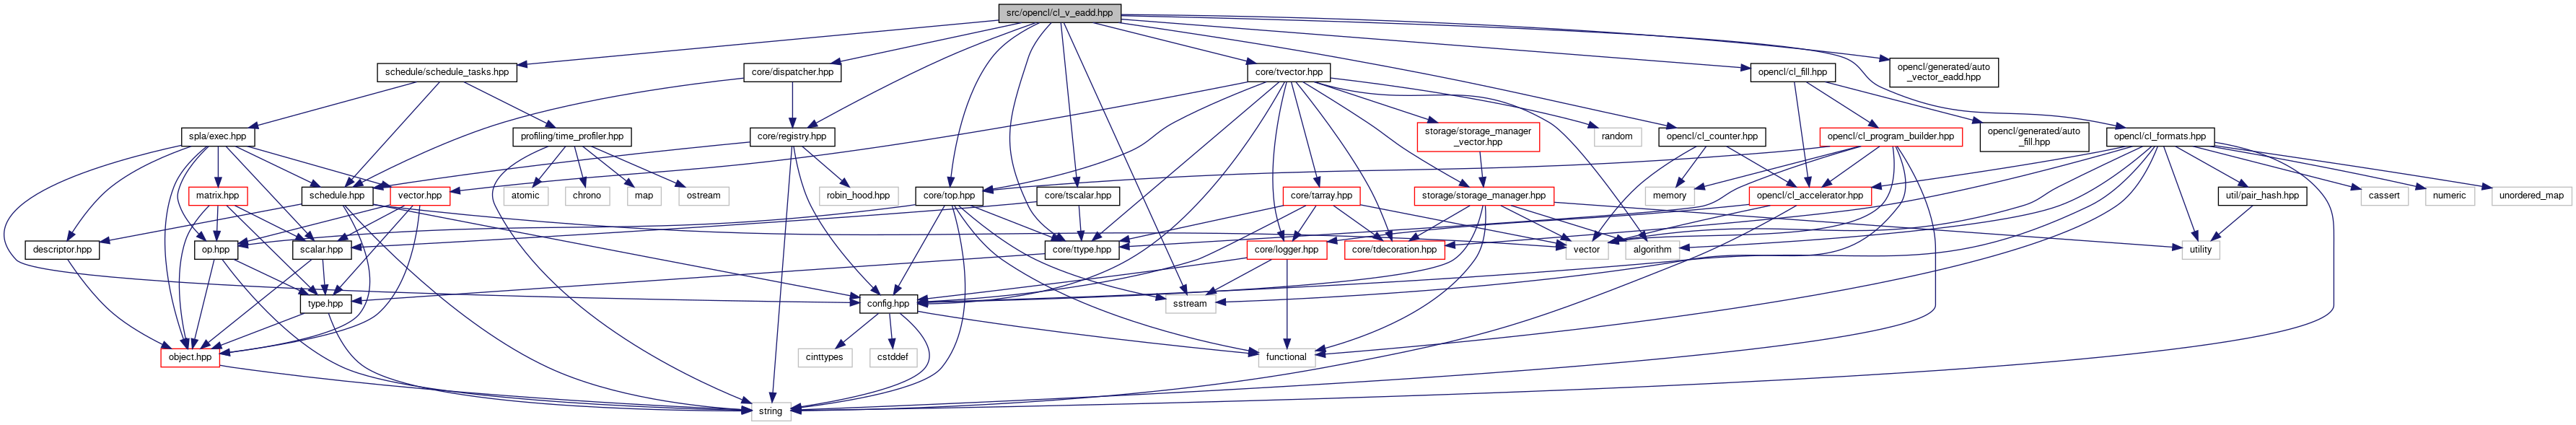 src/opencl/cl_v_eadd.hpp
schedule/schedule_tasks.hpp
core/dispatcher.hpp
core/tvector.hpp
opencl/cl_fill.hpp
opencl/generated/auto
_vector_eadd.hpp
spla/exec.hpp
profiling/time_profiler.hpp
core/registry.hpp
storage/storage_manager
_vector.hpp
random
opencl/cl_counter.hpp
opencl/cl_program_builder.hpp
opencl/generated/auto
_fill.hpp
opencl/cl_formats.hpp
matrix.hpp
schedule.hpp
vector.hpp
atomic
chrono
map
ostream
robin_hood.hpp
core/top.hpp
core/tscalar.hpp
core/tarray.hpp
storage/storage_manager.hpp
memory
opencl/cl_accelerator.hpp
util/pair_hash.hpp
cassert
numeric
unordered_map
descriptor.hpp
op.hpp
scalar.hpp
core/ttype.hpp
core/logger.hpp
core/tdecoration.hpp
vector
algorithm
utility
type.hpp
config.hpp
sstream
object.hpp
cinttypes
cstddef
functional
string